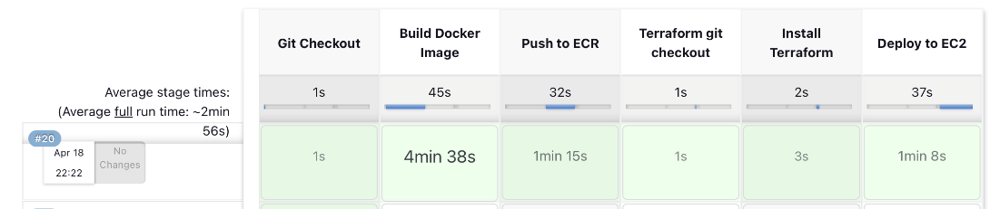 Git Checkout
Build Docker
Image
Push to ECR
Terraform git
checkout
Install
Terraform
Deploy to EC2
Average stage times:
(Average full run time: ~2min
56s)
1s
45s
32s
1s
2s
37s
#20
Apr 18
22:22
No
Changes
1s
4min 38s
1min 15s
1s
3s
1min 8s